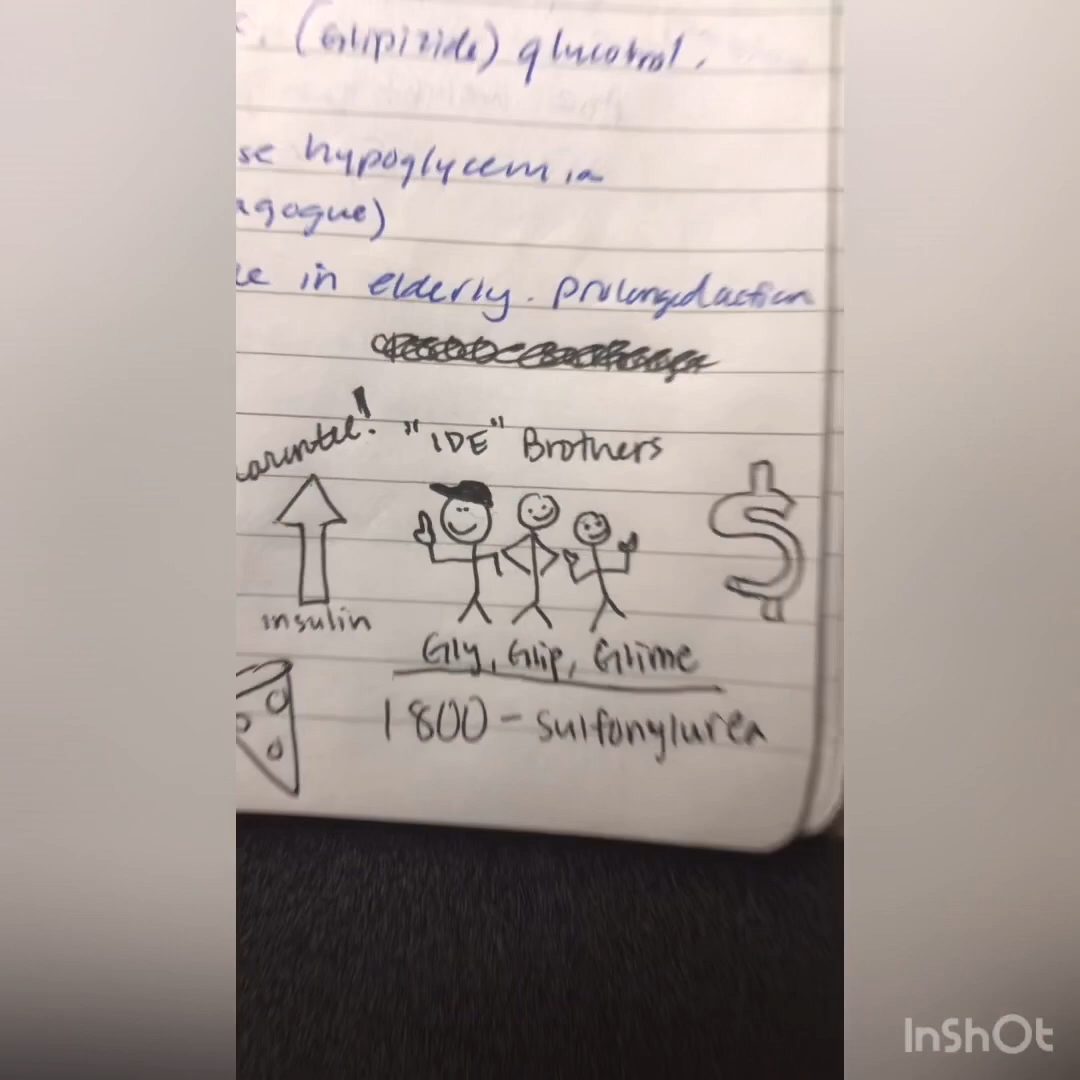 (Glipizide) glucotrol.
se hypoglycemia
agogue)
in elderly. prolonged action
"IDE" Brothers
insulin
Gly, Glip, Glime
1800 - sulfonylurea
InShOt